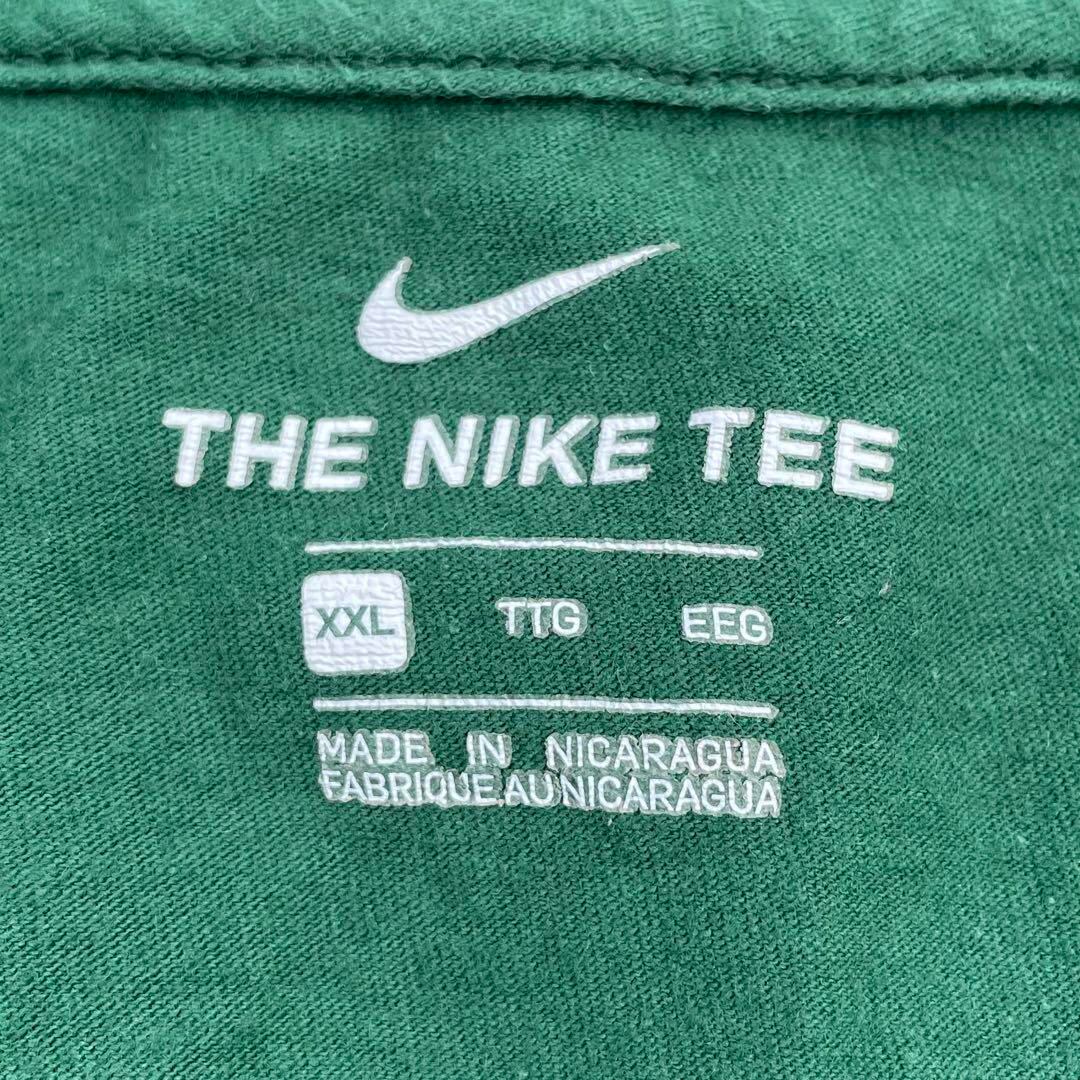 THE NIKE TEE
XXL TTG EEG
MADE IN NICARAGUA
FABRIQUE AU NICARAGUA